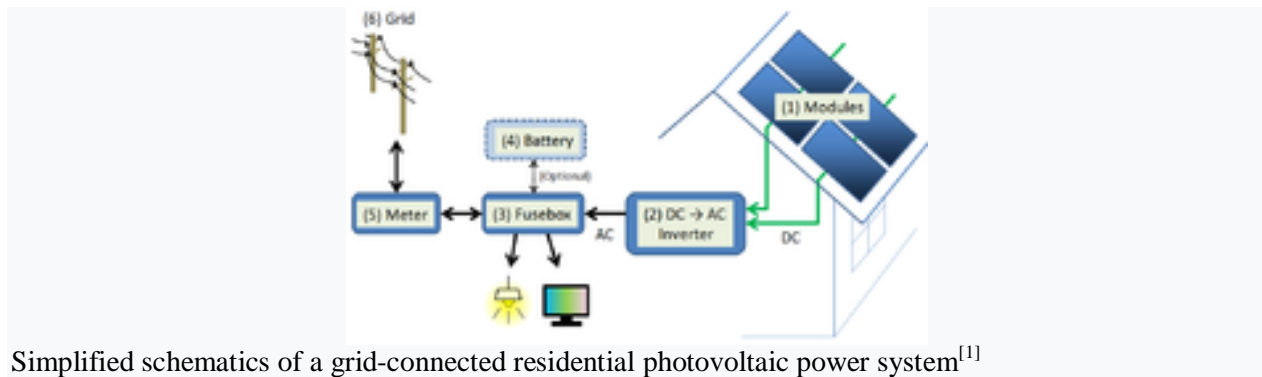 (6) Grid
(1) Modules
(4) Battery
(Optional)
(5) Meter
(3) Fusebox
(2) DC → AC
Inverter
AC
DC
Simplified schematics of a grid-connected residential photovoltaic power system[1]